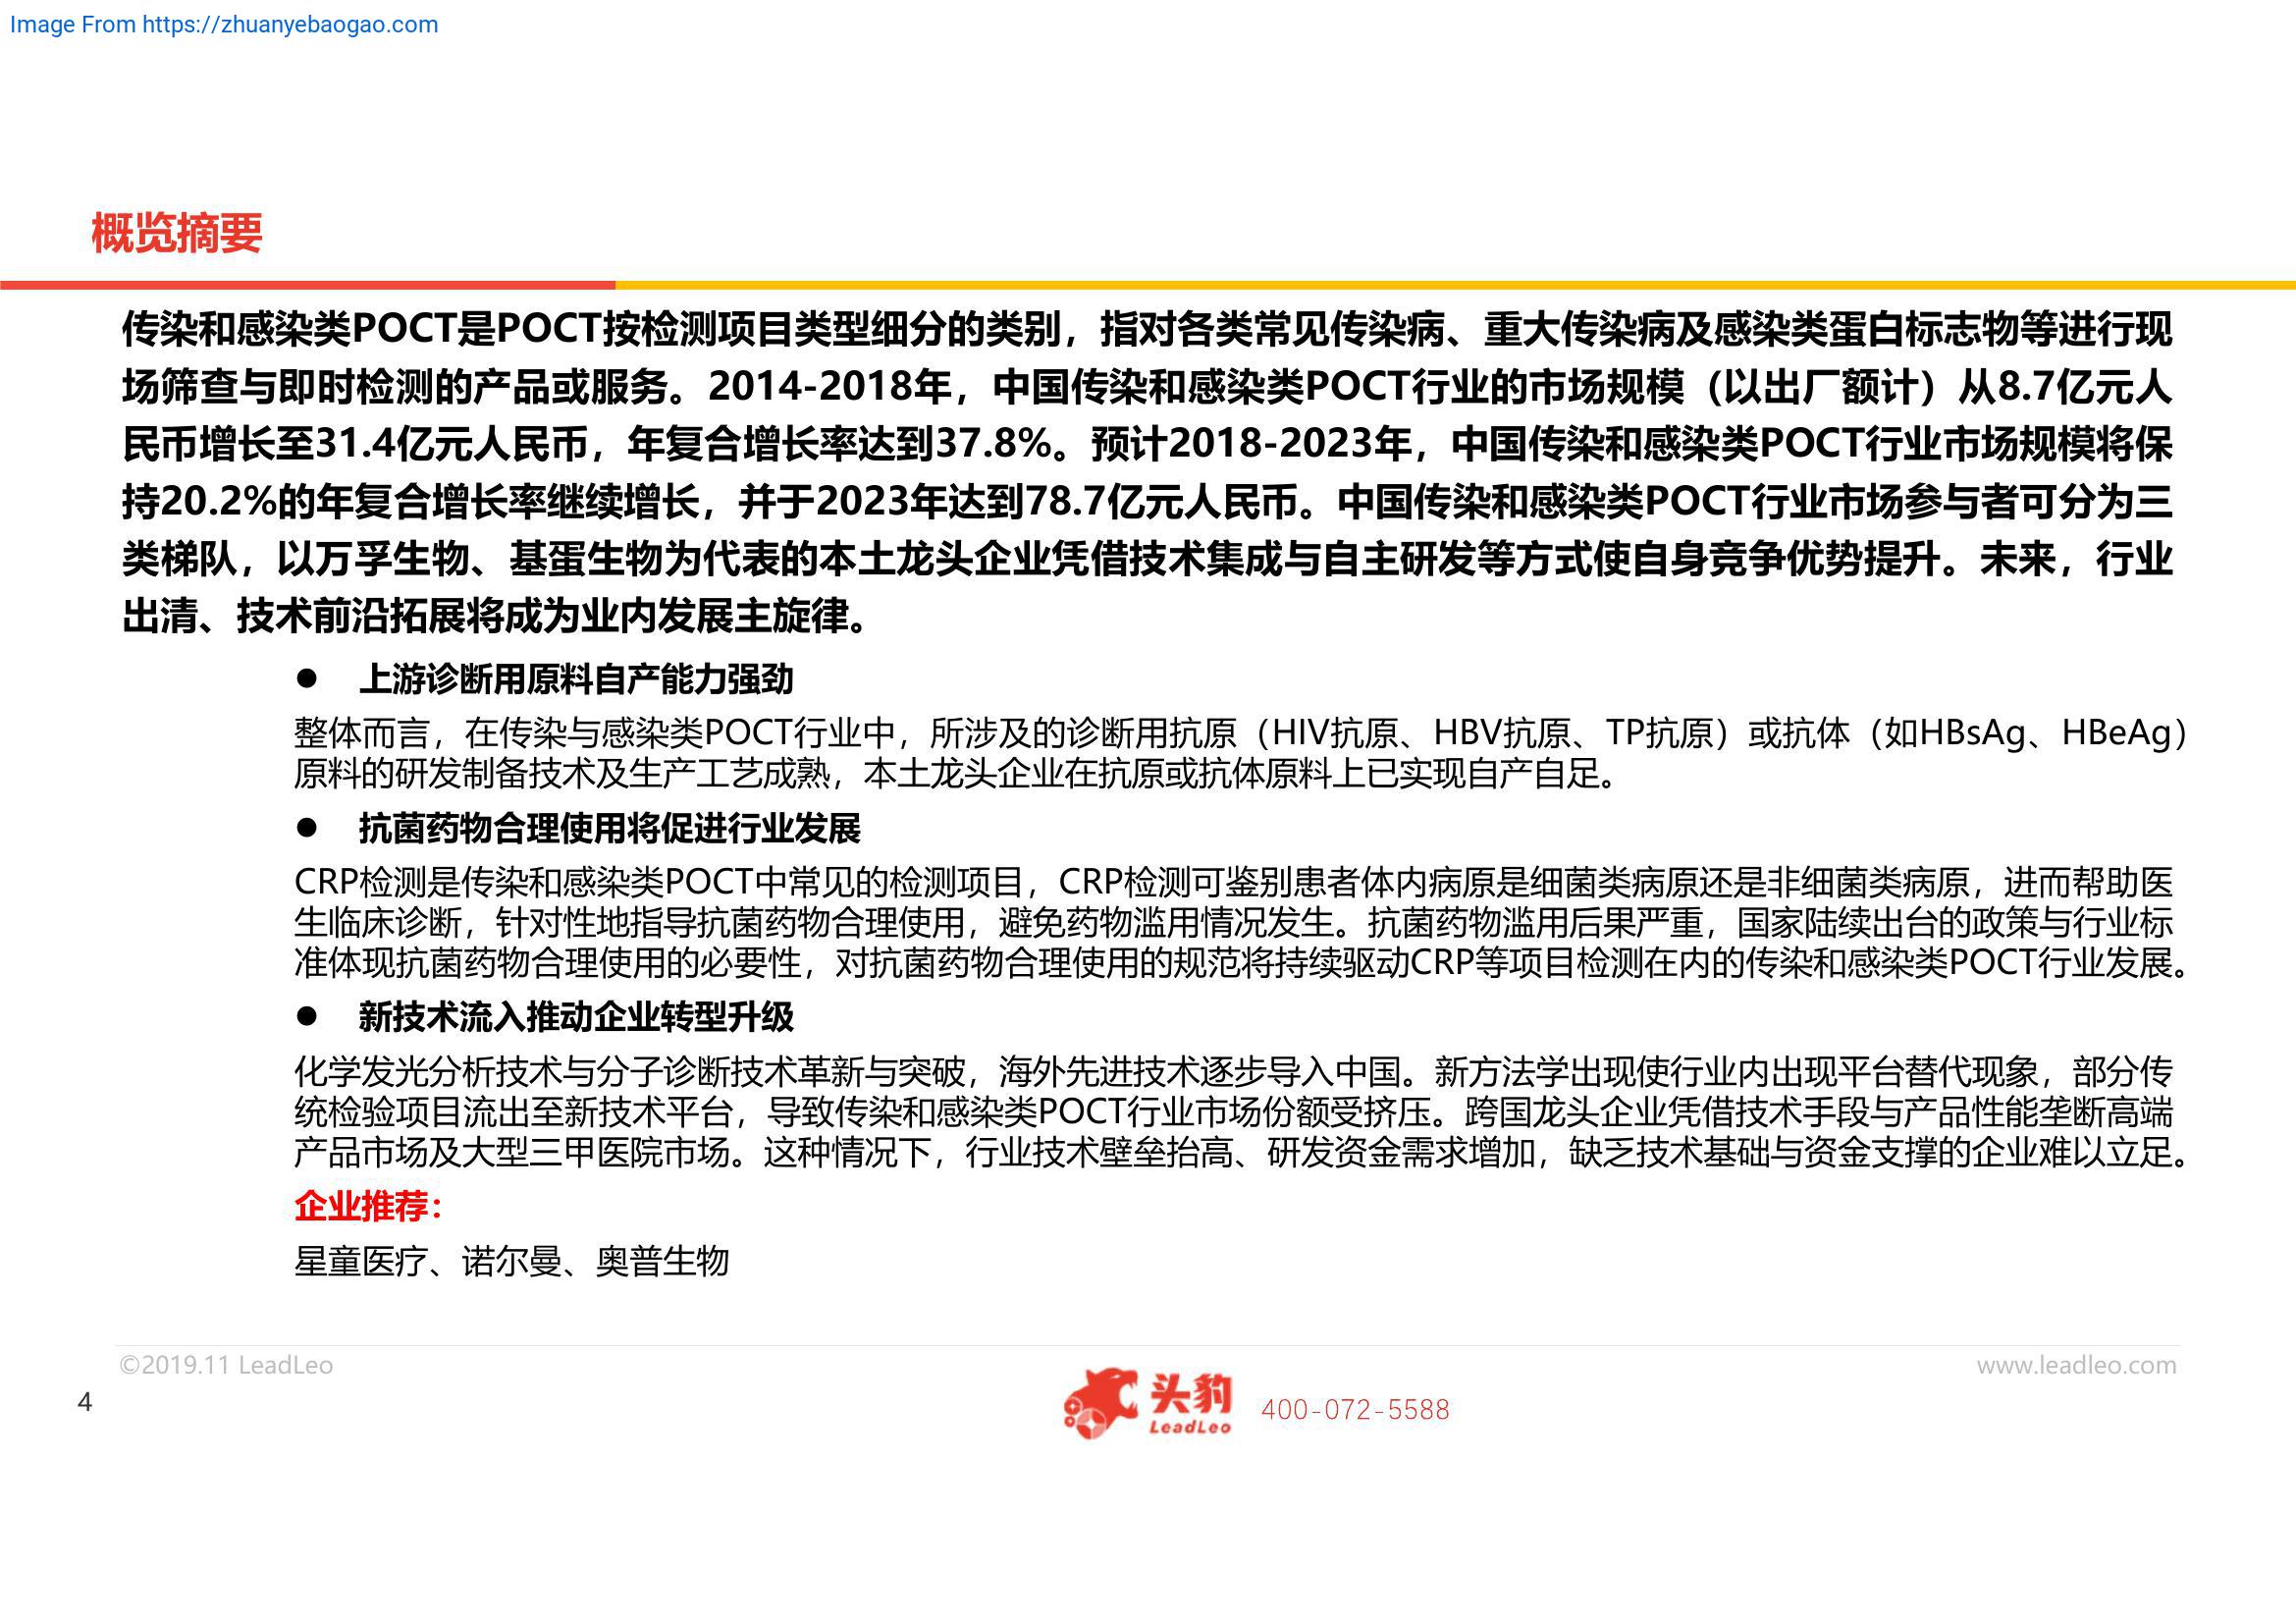 Image From https://zhuanyebaogao.com
概览摘要
传染和感染类POCT是POCT按检测项目类型细分的类别，指对各类常见传染病、重大传染病及感染类蛋白标志物等进行现
场筛查与即时检测的产品或服务。2014-2018年，中国传染和感染类POCT行业的市场规模（以出厂额计）从8.7亿元人
民币增长至31.4亿元人民币，年复合增长率达到37.8%。预计2018-2023年，中国传染和感染类POCT行业市场规模将保
持20.2%的年复合增长率继续增长，并于2023年达到78.7亿元人民币。中国传染和感染类POCT行业市场参与者可分为三
类梯队，以万孚生物、基蛋生物为代表的本土龙头企业凭借技术集成与自主研发等方式使自身竞争优势提升。未来，行业
出清、技术前沿拓展将成为业内发展主旋律。
● 上游诊断用原料自产能力强劲
整体而言，在传染与感染类POCT行业中，所涉及的诊断用抗原（HIV抗原、HBV抗原、TP抗原）或抗体（如HBsAg、HBeAg）
原料的研发制备技术及生产工艺成熟，本土龙头企业在抗原或抗体原料上已实现自产自足。
● 抗菌药物合理使用将促进行业发展
CRP检测是传染和感染类POCT中常见的检测项目，CRP检测可鉴别患者体内病原是细菌类病原还是非细菌类病原，进而帮助医
生临床诊断，针对性地指导抗菌药物合理使用，避免药物滥用情况发生。抗菌药物滥用后果严重，国家陆续出台的政策与行业标
准体现抗菌药物合理使用的必要性，对抗菌药物合理使用的规范将持续驱动CRP等项目检测在内的传染和感染类POCT行业发展。
● 新技术流入推动企业转型升级
化学发光分析技术与分子诊断技术革新与突破，海外先进技术逐步导入中国。新方法学出现使行业内出现平台替代现象，部分传
统检验项目流出至新技术平台，导致传染和感染类POCT行业市场份额受挤压。跨国龙头企业凭借技术手段与产品性能垄断高端
产品市场及大型三甲医院市场。这种情况下，行业技术壁垒抬高、研发资金需求增加，缺乏技术基础与资金支撑的企业难以立足。
企业推荐：
星童医疗、诺尔曼、奥普生物
©2019.11 LeadLeo
www.leadleo.com
4
头豹
LeadLeo
400-072-5588